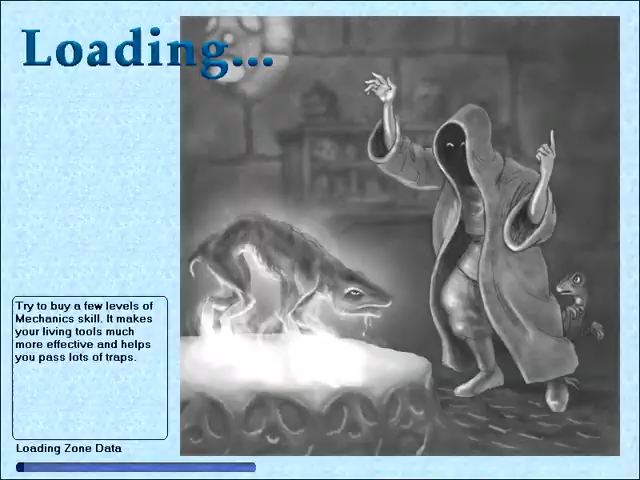 Loading...
Try to buy a few levels of
Mechanics skill. It makes
your living tools much
more effective and helps
you pass lots of traps.
Loading Zone Data